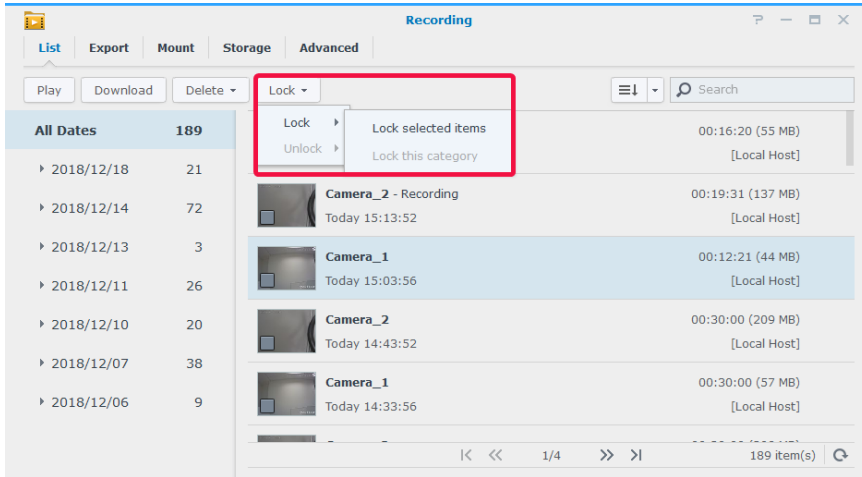 Recording
List Export Mount Storage Advanced
Play Download Delete Lock Search
All Dates 189
2018/12/18 21
2018/12/14 72
2018/12/13 3
2018/12/11 26
2018/12/10 20
2018/12/07 38
2018/12/06 9
Lock
Unlock
Lock selected items
Lock this category
00:16:20 (55 MB)
[Local Host]
Camera_2 - Recording 00:19:31 (137 MB)
Today 15:13:52 [Local Host]
Camera_1 00:12:21 (44 MB)
Today 15:03:56 [Local Host]
Camera_2 00:30:00 (209 MB)
Today 14:43:52 [Local Host]
Camera_1 00:30:00 (57 MB)
Today 14:33:56 [Local Host]
1/4 189 item(s)